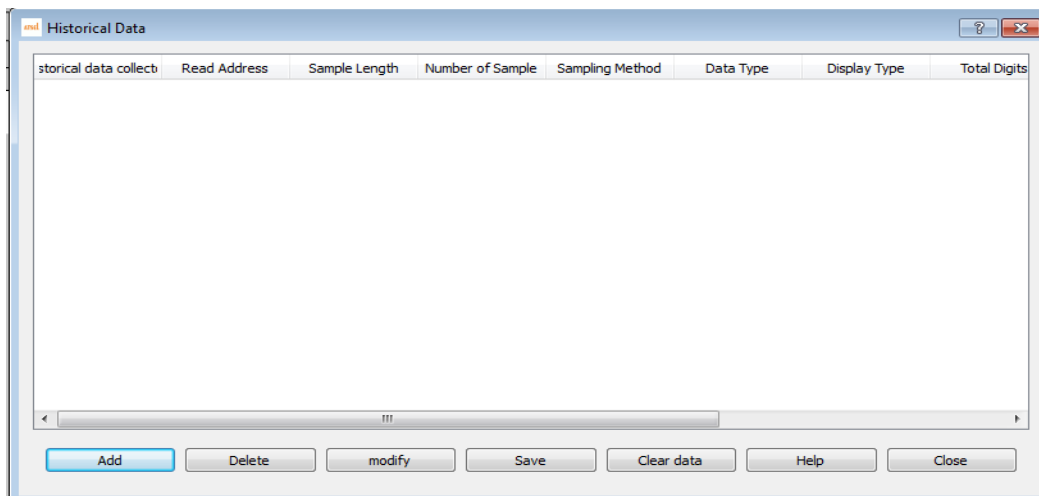 Historical Data
storical data collect Read Address Sample Length Number of Sample Sampling Method Data Type Display Type Total Digits
Add Delete modify Save Clear data Help Close